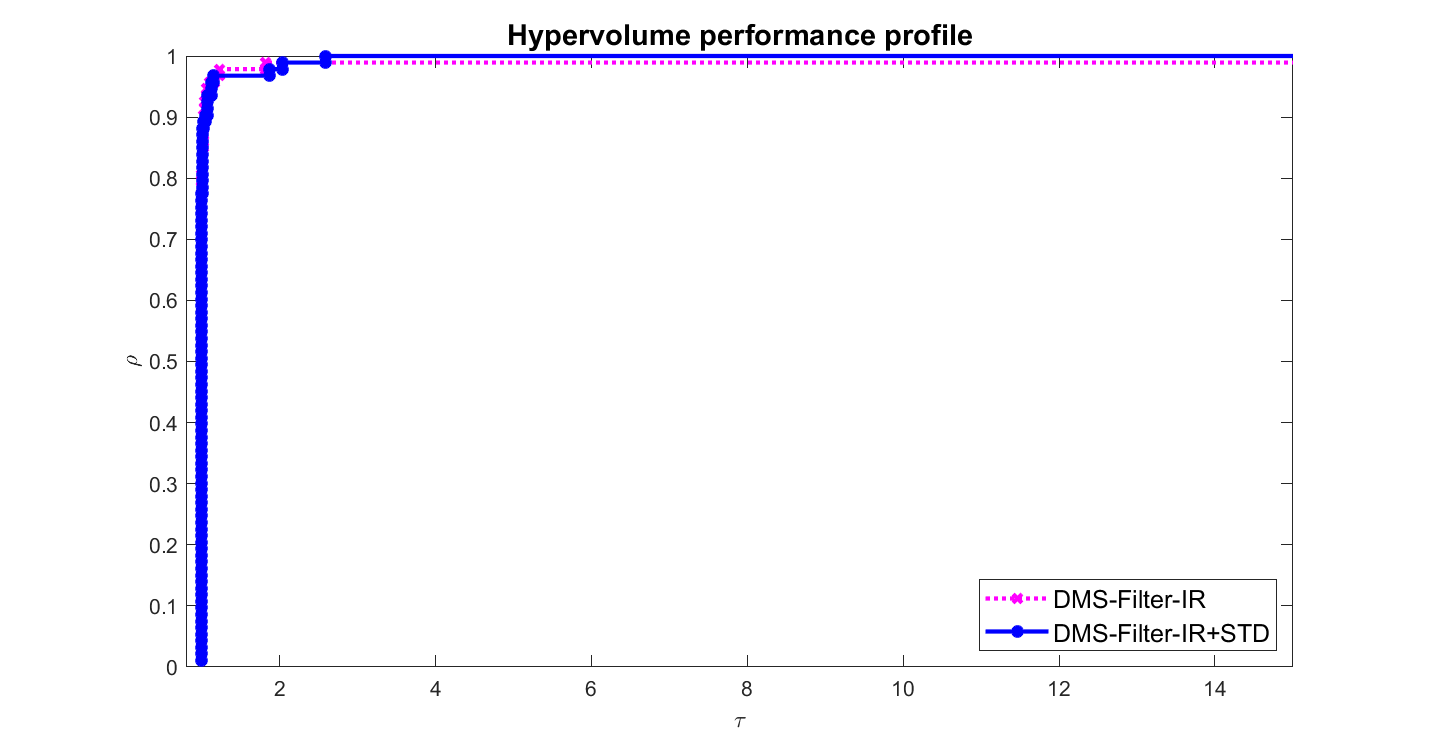 Hypervolume performance profile
1
0.9
0.8
0.7
0.6
0.5
0.4
0.3
0.2
0.1
0
ρ
2 4 6 8 10 12 14
τ
DMS-Filter-IR
DMS-Filter-IR+STD